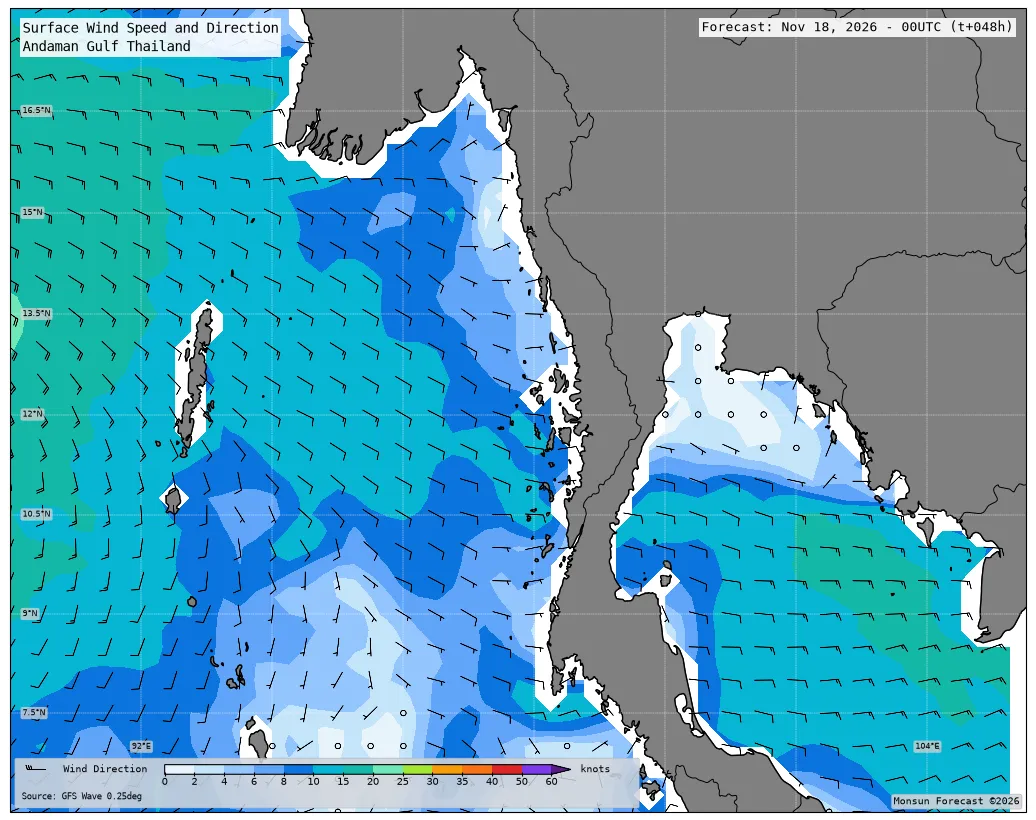 Surface Wind Speed and Direction
Andaman Gulf Thailand
Forecast: Nov 18, 2026 - 00UTC (t+048h)
16.5°N
15°N
13.5°N
12°N
10.5°N
9°N
7.5°N
92°E
104°E
Wind Direction
0 2 4 6 8 10 15 20 25 30 35 40 45 50 60
knots
Source: GFS Wave 0.25deg
Monsun Forecast ©2026